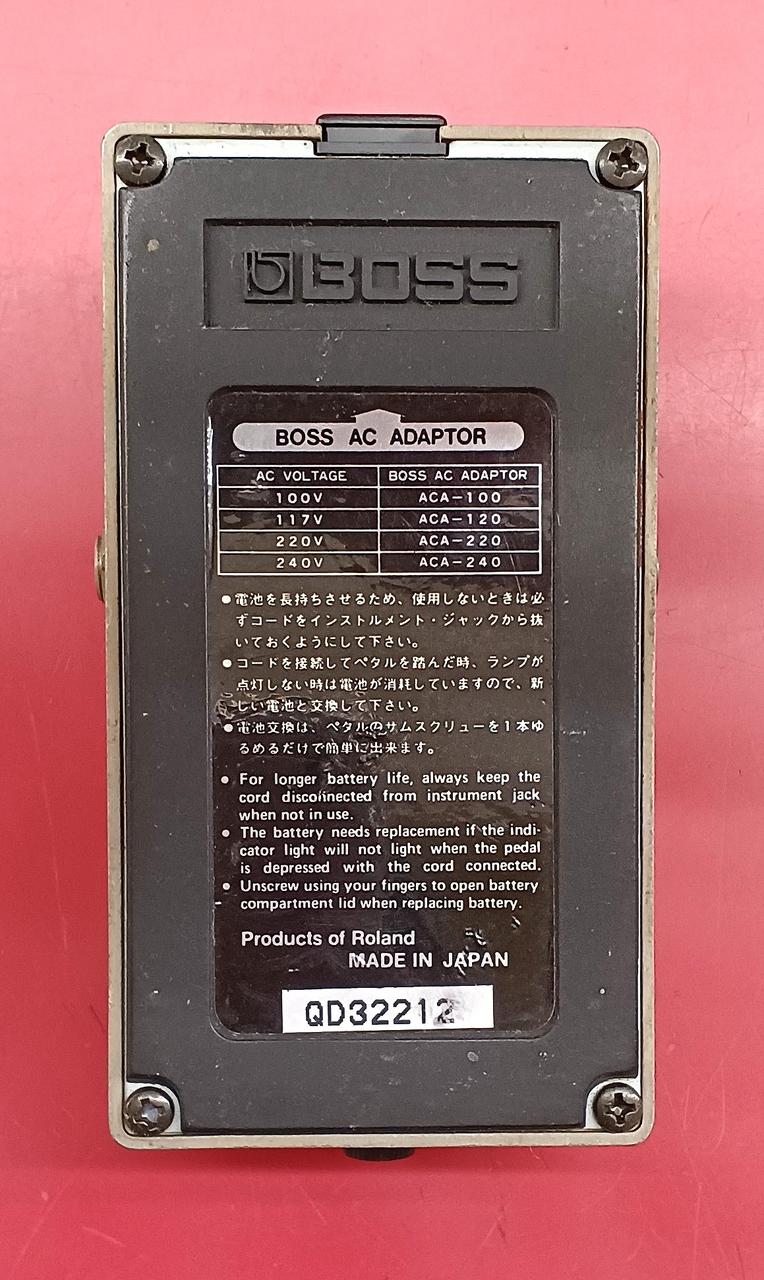 BOSS
BOSS AC ADAPTOR
AC VOLTAGE BOSS AC ADAPTOR
100V ACA-100
117V ACA-120
220V ACA-220
240V ACA-240
●電池を長持ちさせるため、使用しないときは必
ずコードをインストルメント・ジャックから抜
いておくようにして下さい。
●コードを接続してペタルを踏んだ時、ランプが
点灯しない時は電池が消耗していますので、新
しい電池と交換して下さい。
●電池交換は、ペタルのサムスクリューを1本ゆ
るめるだけで簡単に出来ます。
● For longer battery life, always keep the
cord disconnected from instrument jack
when not in use.
● The battery needs replacement if the indi-
cator light will not light when the pedal
is depressed with the cord connected.
● Unscrew using your fingers to open battery
compartment lid when replacing battery.
Products of Roland
MADE IN JAPAN
QD32212